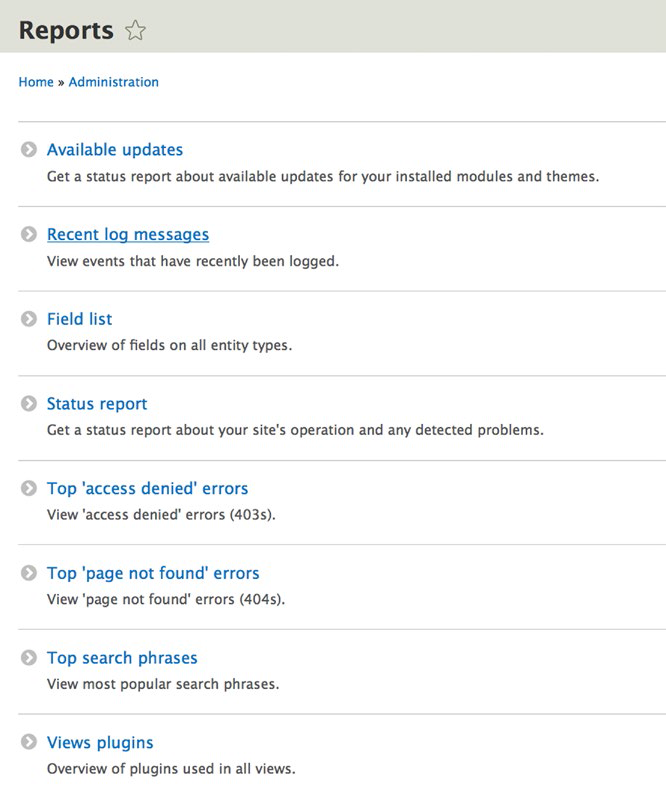 Reports
Home » Administration
Available updates
Get a status report about available updates for your installed modules and themes.
Recent log messages
View events that have recently been logged.
Field list
Overview of fields on all entity types.
Status report
Get a status report about your site's operation and any detected problems.
Top 'access denied' errors
View 'access denied' errors (403s).
Top 'page not found' errors
View 'page not found' errors (404s).
Top search phrases
View most popular search phrases.
Views plugins
Overview of plugins used in all views.